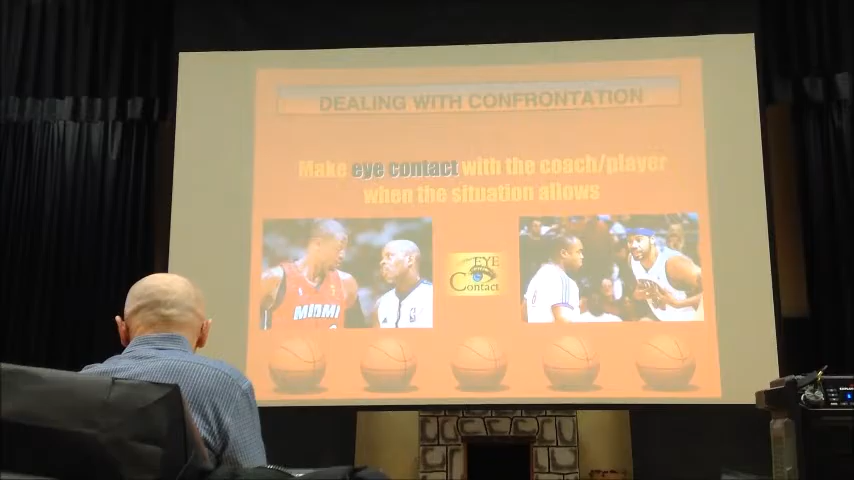 DEALING WITH CONFRONTATION
Make eye contact with the coach/player
when the situation allows
EYE
Contact
MIAMI